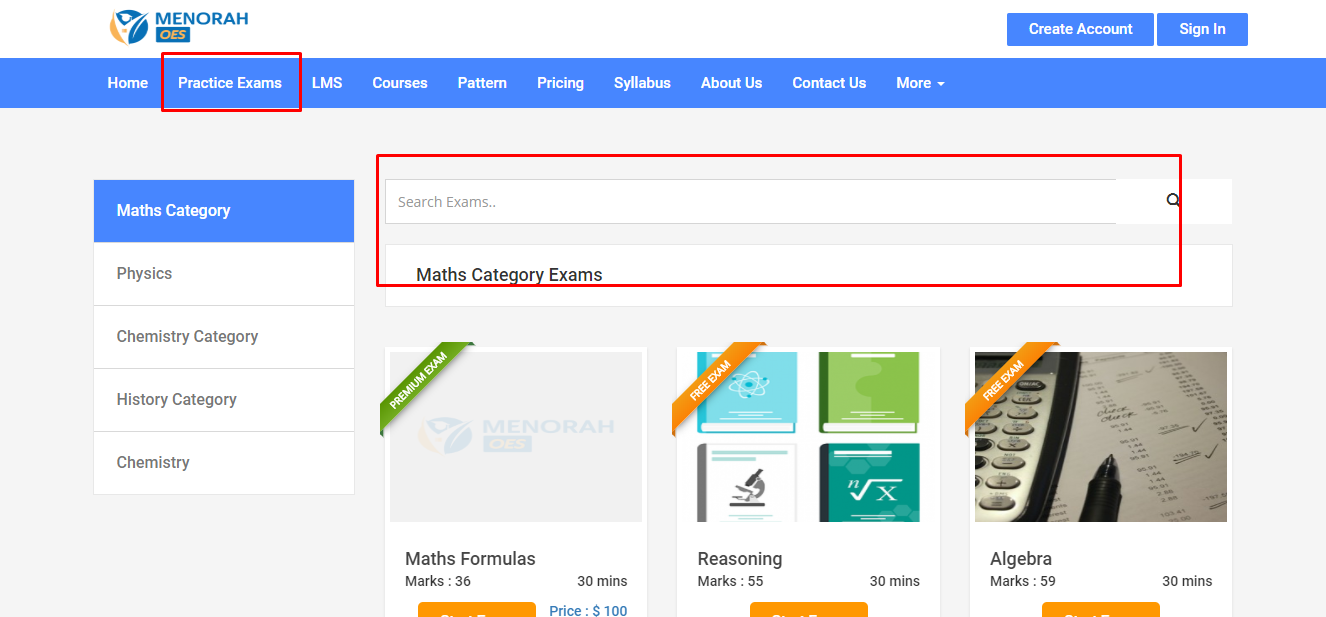 MENORAH
OES
Create Account
Sign In
Home
Practice Exams
LMS
Courses
Pattern
Pricing
Syllabus
About Us
Contact Us
More
Maths Category
Physics
Chemistry Category
History Category
Chemistry
Search Exams..
Maths Category Exams
PREMIUM EXAM
MENORAH
OES
Maths Formulas
Marks : 36
30 mins
Price : $ 100
FREE EXAM
Reasoning
Marks : 55
30 mins
FREE EXAM
Algebra
Marks : 59
30 mins